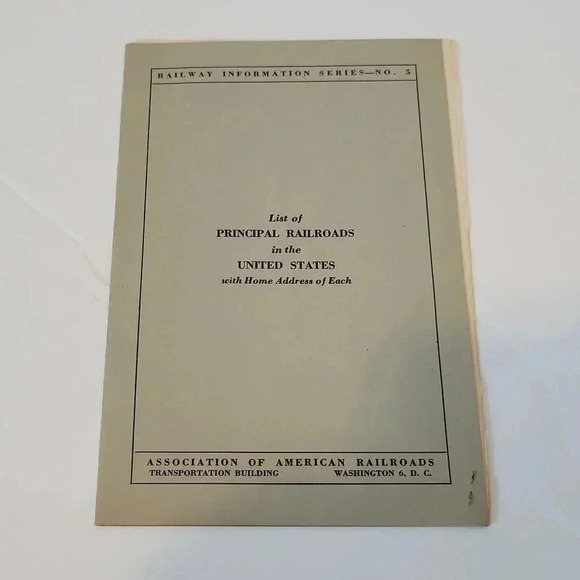 RAILWAY INFORMATION SERIES—NO. 5
List of
PRINCIPAL RAILROADS
in the
UNITED STATES
with Home Address of Each
ASSOCIATION OF AMERICAN RAILROADS
TRANSPORTATION BUILDING WASHINGTON 6, D. C.